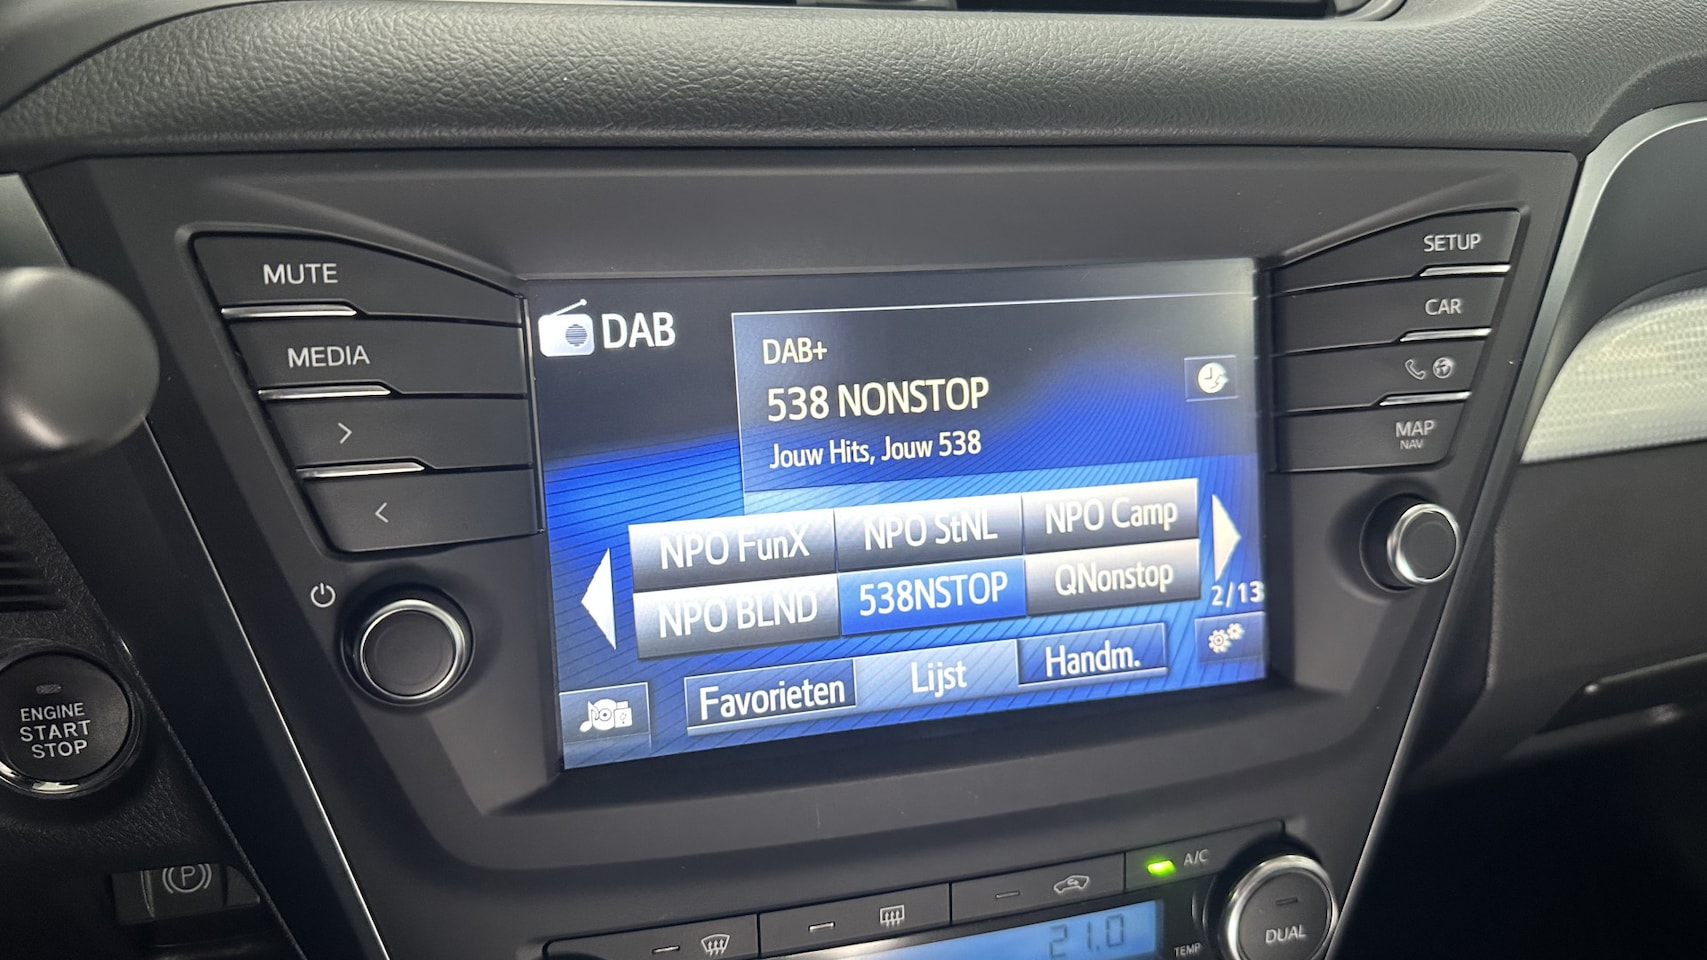 MUTE
MEDIA
SETUP
CAR
MAP
NAV
DAB
DAB+
538 NONSTOP
Jouw Hits, Jouw 538
NPO FunX
NPO StNL
NPO Camp
NPO BLND
538NSTOP
QNonstop
2/13
Favorieten
Lijst
Handm.
ENGINE
START
STOP
P
A/C
21.0
TEMP
DUAL